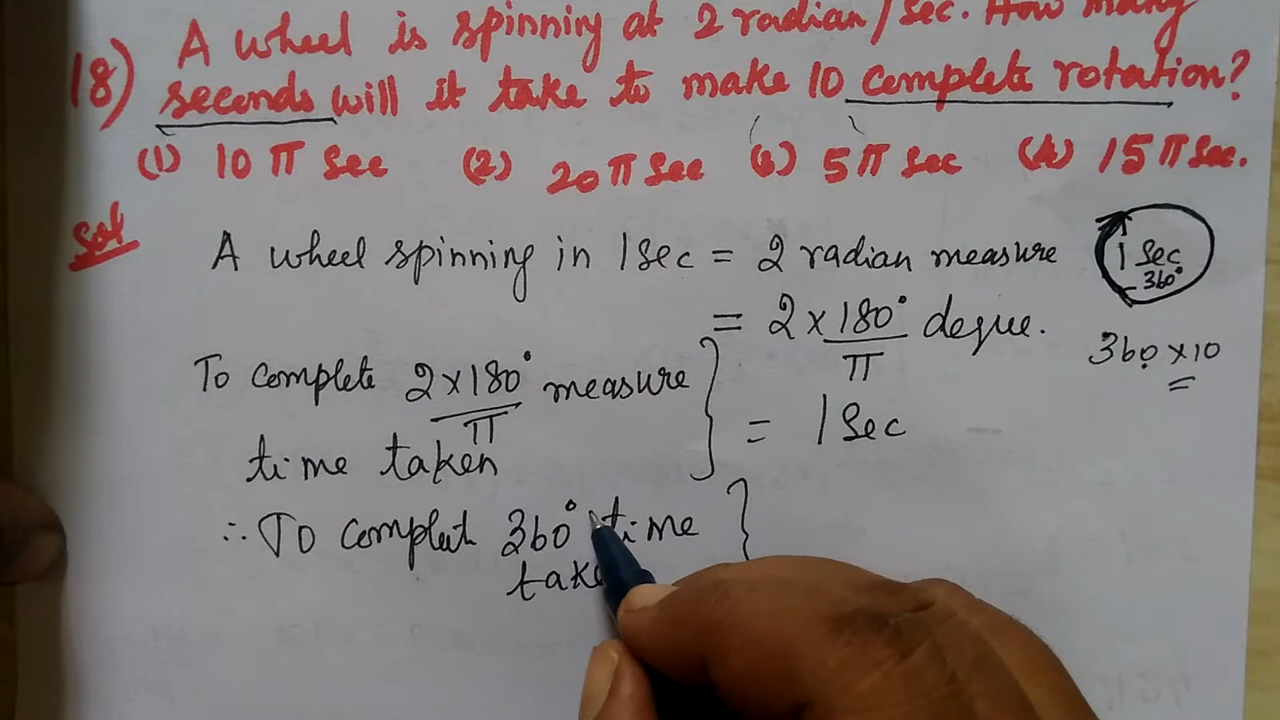 18) A wheel is spinning at 2 radian/sec. How many
seconds will it take to make 10 complete rotation?
(1) 10 π Sec (2) 20 π Sec (3) 5 π Sec (4) 15 π Sec.
Sol
A wheel spinning in 1 Sec = 2 radian measure
1 Sec
360°
= 2 × 180°/π degree.
360 × 10
To complete 2 × 180°/π measure
time taken
= 1 Sec
∴ To complet 360° time